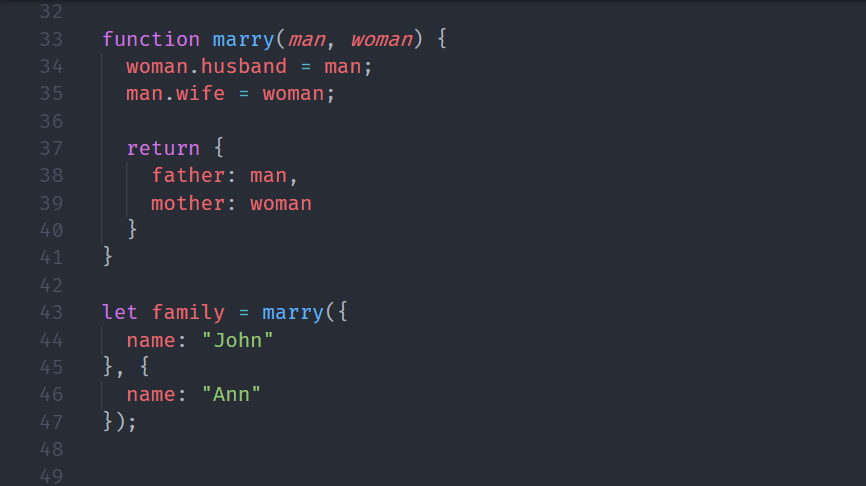 32
33 function marry(man, woman) {
34 woman.husband = man;
35 man.wife = woman;
36
37 return {
38 father: man,
39 mother: woman
40 }
41 }
42
43 let family = marry({
44 name: "John"
45 }, {
46 name: "Ann"
47 });
48
49